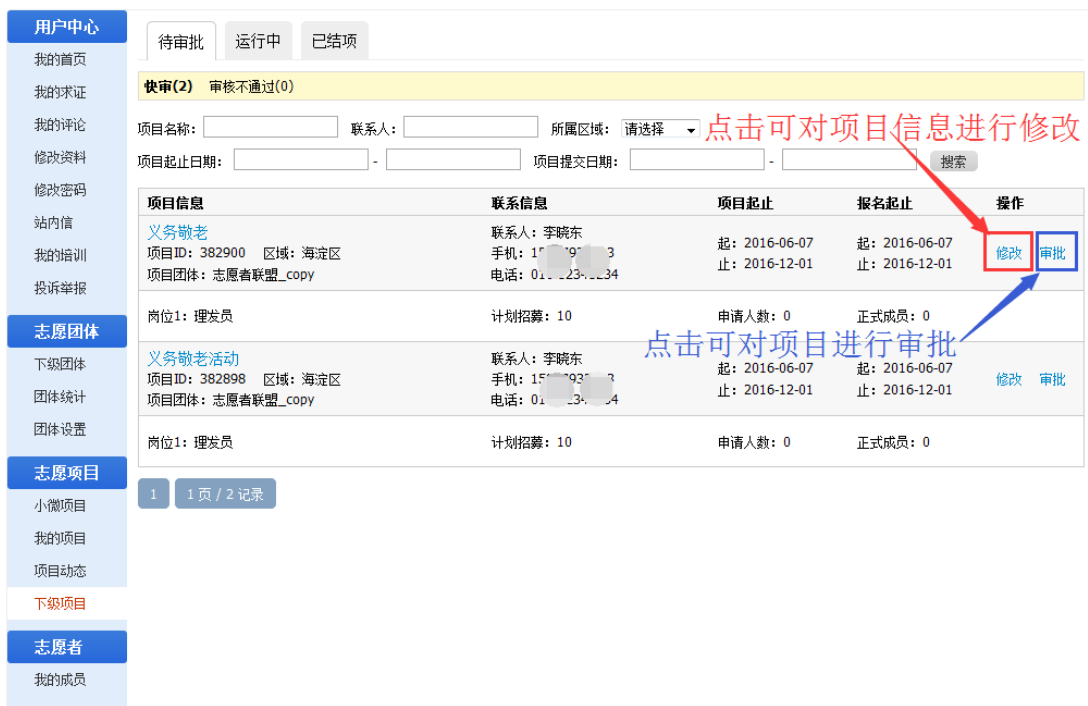 用户中心
我的首页
我的求证
我的评论
修改资料
修改密码
站内信
我的培训
投诉举报
志愿团体
下级团体
团体统计
团体设置
志愿项目
小微项目
我的项目
项目动态
下级项目
志愿者
我的成员
待审批 运行中 已结项
快审(2) 审核不通过(0)
项目名称： 联系人： 所属区域： 请选择
点击可对项目信息进行修改
项目起止日期： - 项目提交日期： - 搜索
项目信息 联系信息 项目起止 报名起止 操作
义务敬老
项目ID：382900 区域：海淀区
项目团体：志愿者联盟_copy
联系人：李晓东
手机：
电话：
起：2016-06-07
止：2016-12-01
起：2016-06-07
止：2016-12-01
修改 审批
岗位1：理发员 计划招募：10 申请人数：0 正式成员：0
点击可对项目进行审批
义务敬老活动
项目ID：382898 区域：海淀区
项目团体：志愿者联盟_copy
联系人：李晓东
手机：
电话：
起：2016-06-07
止：2016-12-01
起：2016-06-07
止：2016-12-01
修改 审批
岗位1：理发员 计划招募：10 申请人数：0 正式成员：0
1 1 页 / 2 记录